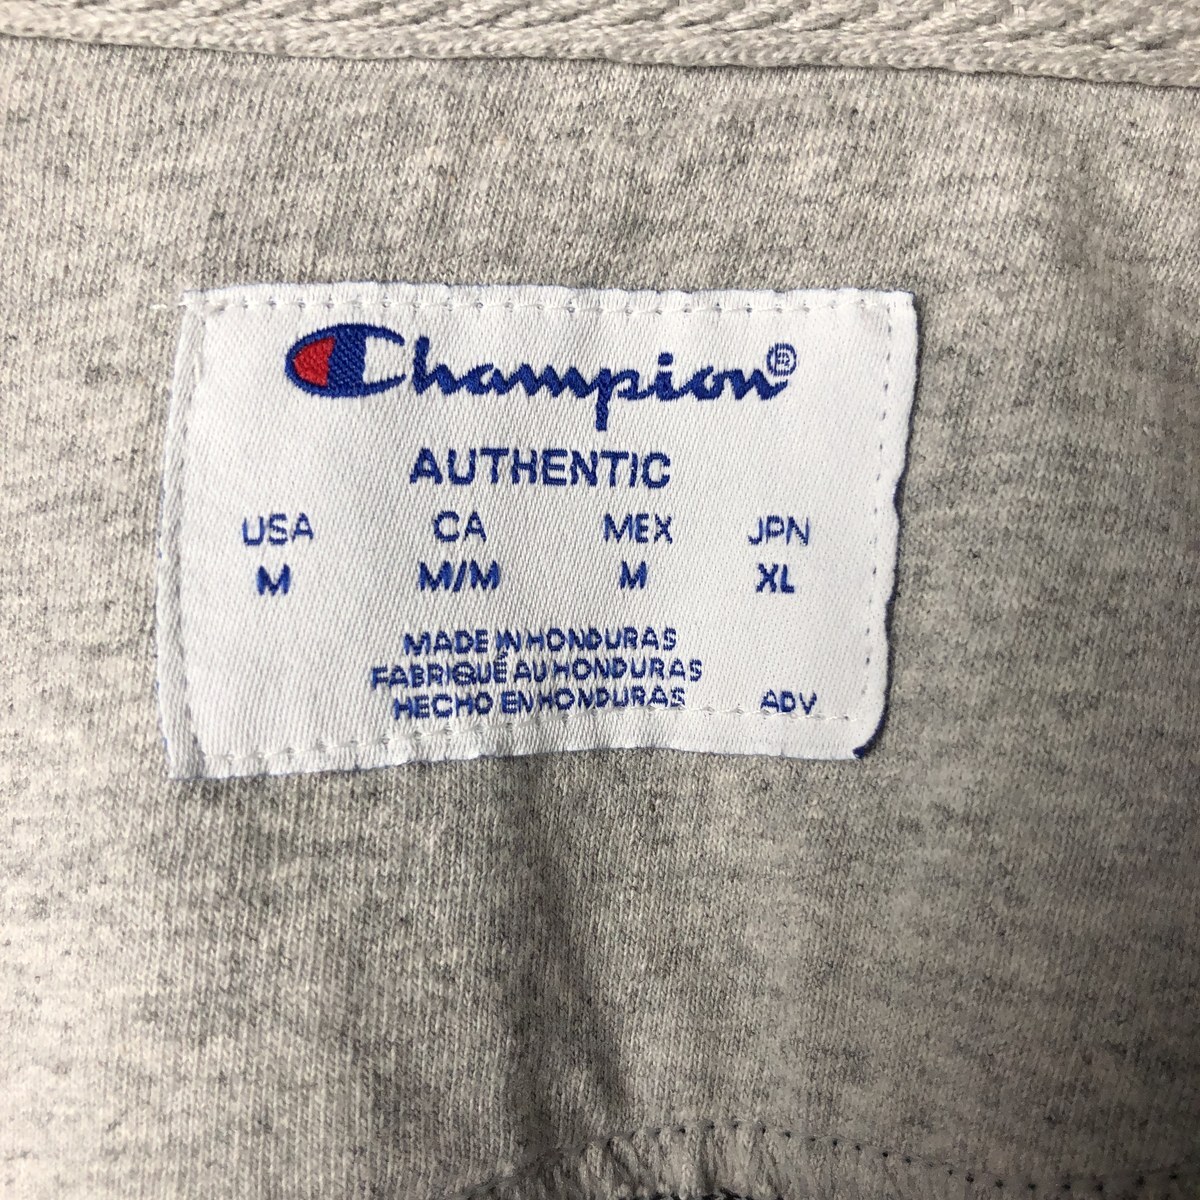 Champion®
AUTHENTIC
USA CA MEX JPN
M M/M M XL
MADE IN HONDURAS
FABRIQUÉ AU HONDURAS
HECHO EN HONDURAS ADV